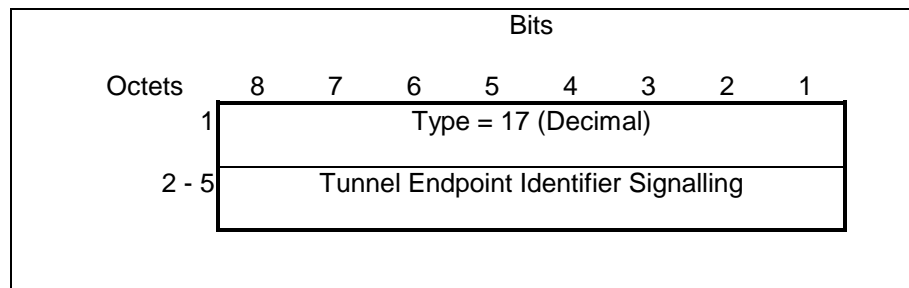 Bits
Octets 8 7 6 5 4 3 2 1
1 Type = 17 (Decimal)
2 - 5 Tunnel Endpoint Identifier Signalling